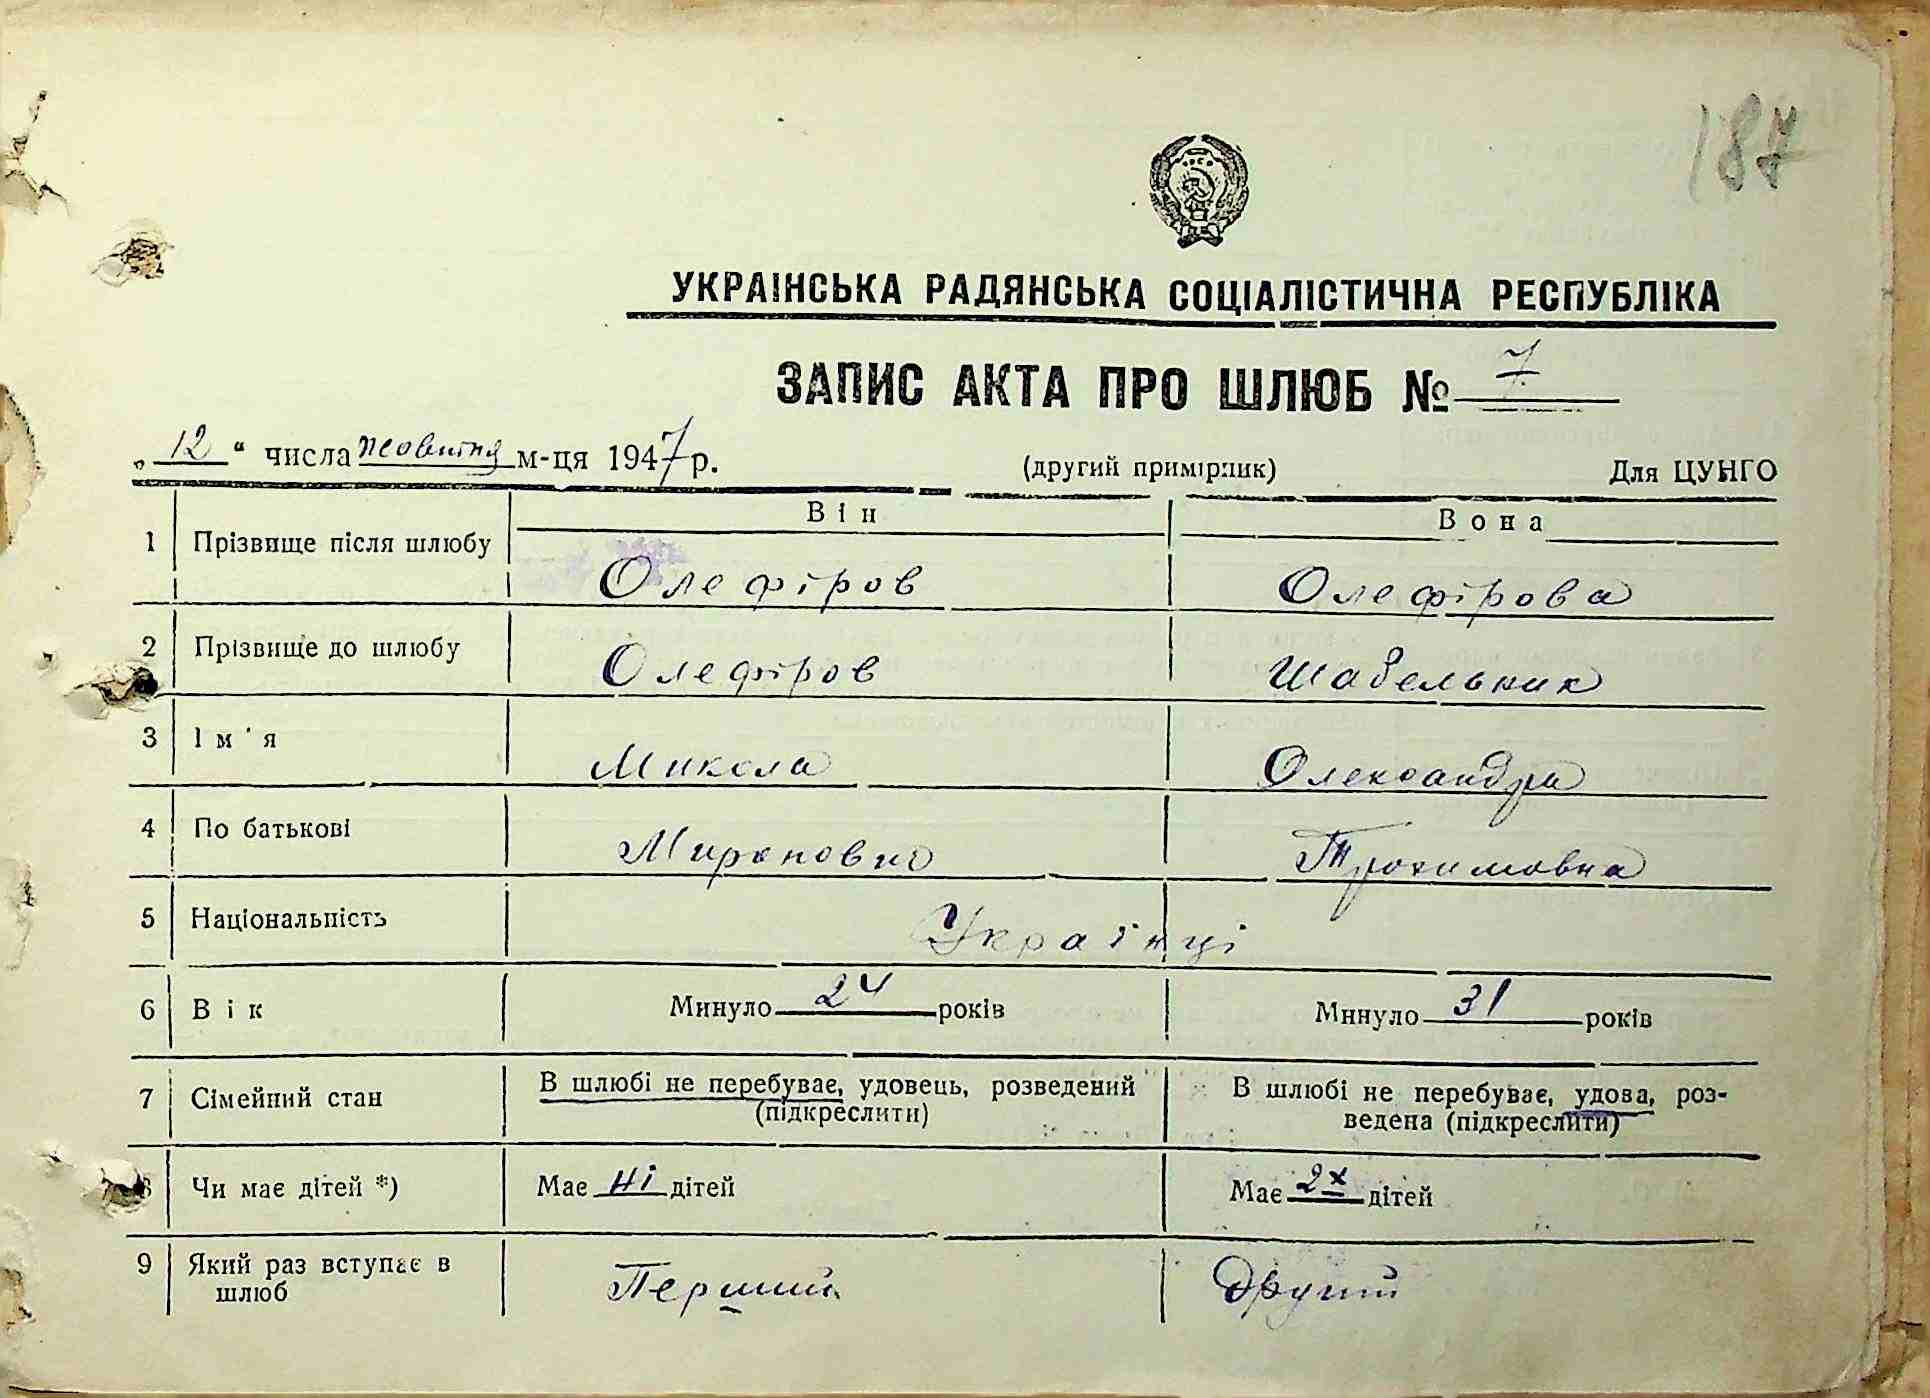 187
УКРАІНСЬКА РАДЯНСЬКА СОЦІАЛІСТИЧНА РЕСПУБЛІКА
ЗАПИС АКТА ПРО ШЛЮБ № 7.
„12“ числа жовтня м-ця 1947 р. (другий примірник) Для ЦУНГО
Він Вона
1 Прізвище після шлюбу Олефіров Олефірова
2 Прізвище до шлюбу Олефіров Шабельник
3 Ім'я Микола Олександра
4 По батькові Миронович Трохимовна
5 Національність Українці
6 Вік Минуло 24 років Минуло 31 років
7 Сімейний стан В шлюбі не перебуває, удовець, розведений (підкреслити) В шлюбі не перебуває, удова, роз-
ведена (підкреслити)
8 Чи має дітей *) Має ні дітей Має 2х дітей
9 Який раз вступає в шлюб Перший Другий